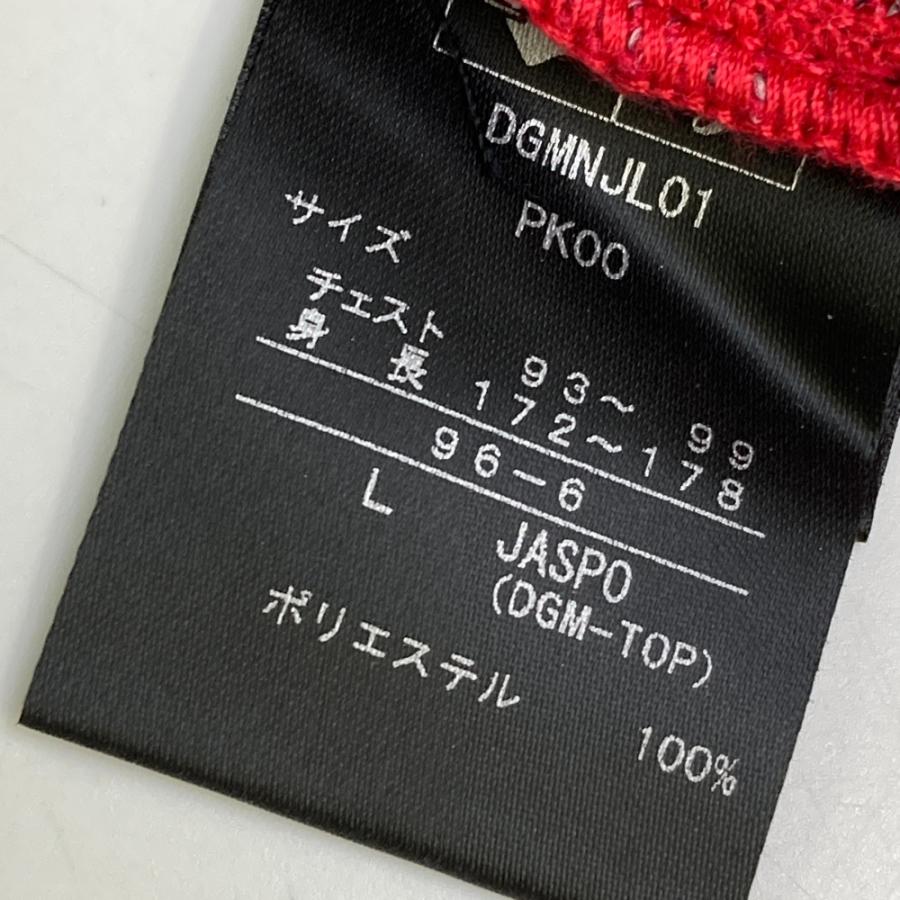 DGMNJL01
PK00
サイズ
チェスト 93～99
身長 172～178
96-6
L JASPO
(DGM-TOP)
ポリエステル
100%